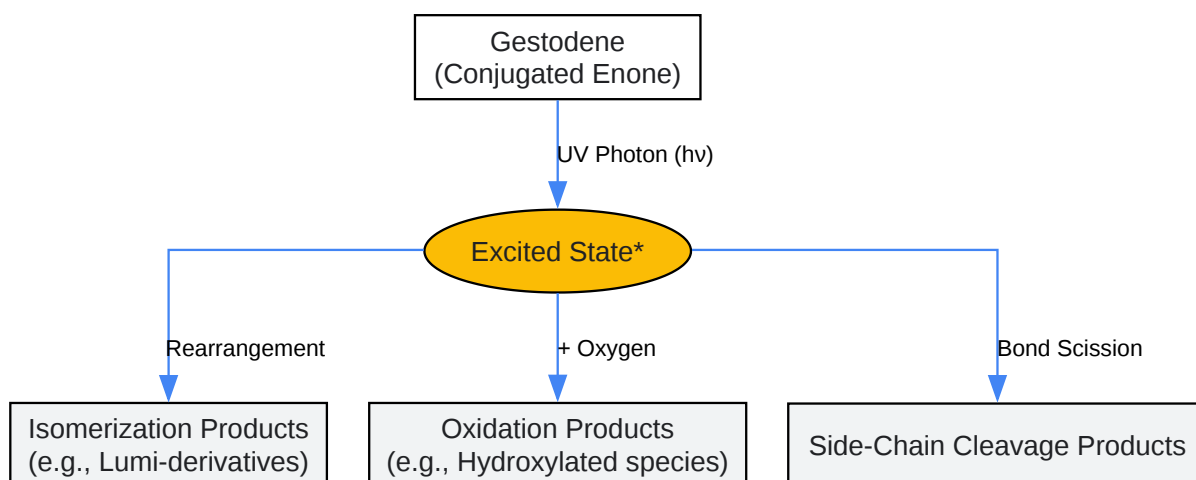 Gestodene
(Conjugated Enone)
UV Photon (hν)
Excited State*
Rearrangement
+ Oxygen
Bond Scission
Isomerization Products
(e.g., Lumi-derivatives)
Oxidation Products
(e.g., Hydroxylated species)
Side-Chain Cleavage Products